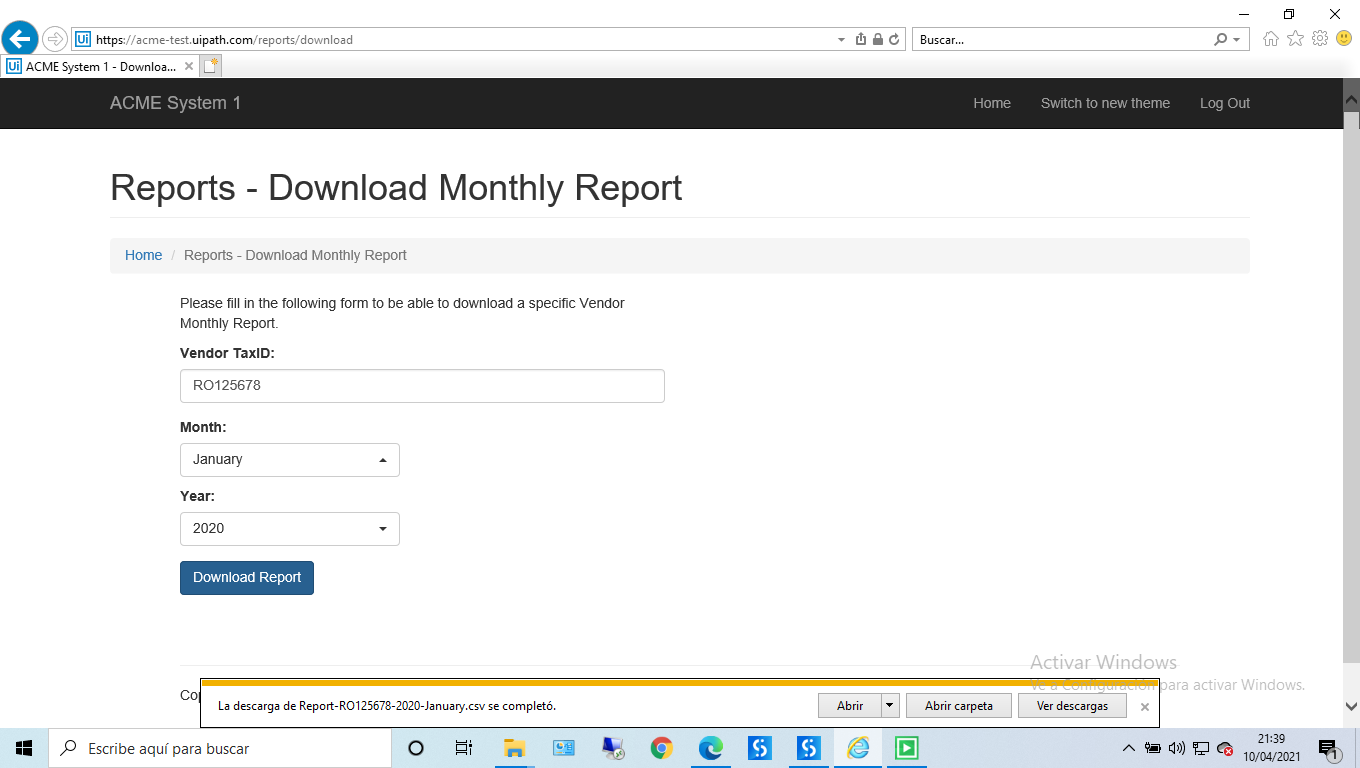 https://acme-test.uipath.com/reports/download
Buscar...
ACME System 1 - Downloa...
ACME System 1
Home
Switch to new theme
Log Out
Reports - Download Monthly Report
Home / Reports - Download Monthly Report
Please fill in the following form to be able to download a specific Vendor
Monthly Report.
Vendor TaxID:
RO125678
Month:
January
Year:
2020
Download Report
Activar Windows
Ve a Configuración para activar Windows.
La descarga de Report-RO125678-2020-January.csv se completó.
Abrir
Abrir carpeta
Ver descargas
Escribe aquí para buscar
21:39
10/04/2021
1